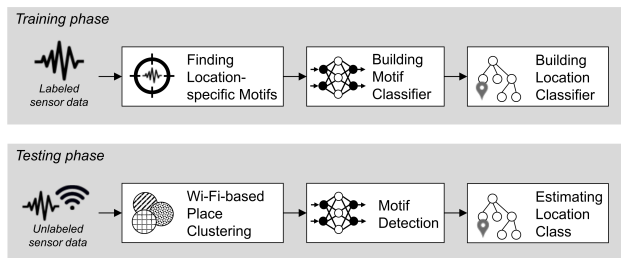 Training phase
Labeled
sensor data
Finding
Location-
specific Motifs
Building
Motif
Classifier
Building
Location
Classifier
Testing phase
Unlabeled
sensor data
Wi-Fi-based
Place
Clustering
Motif
Detection
Estimating
Location
Class